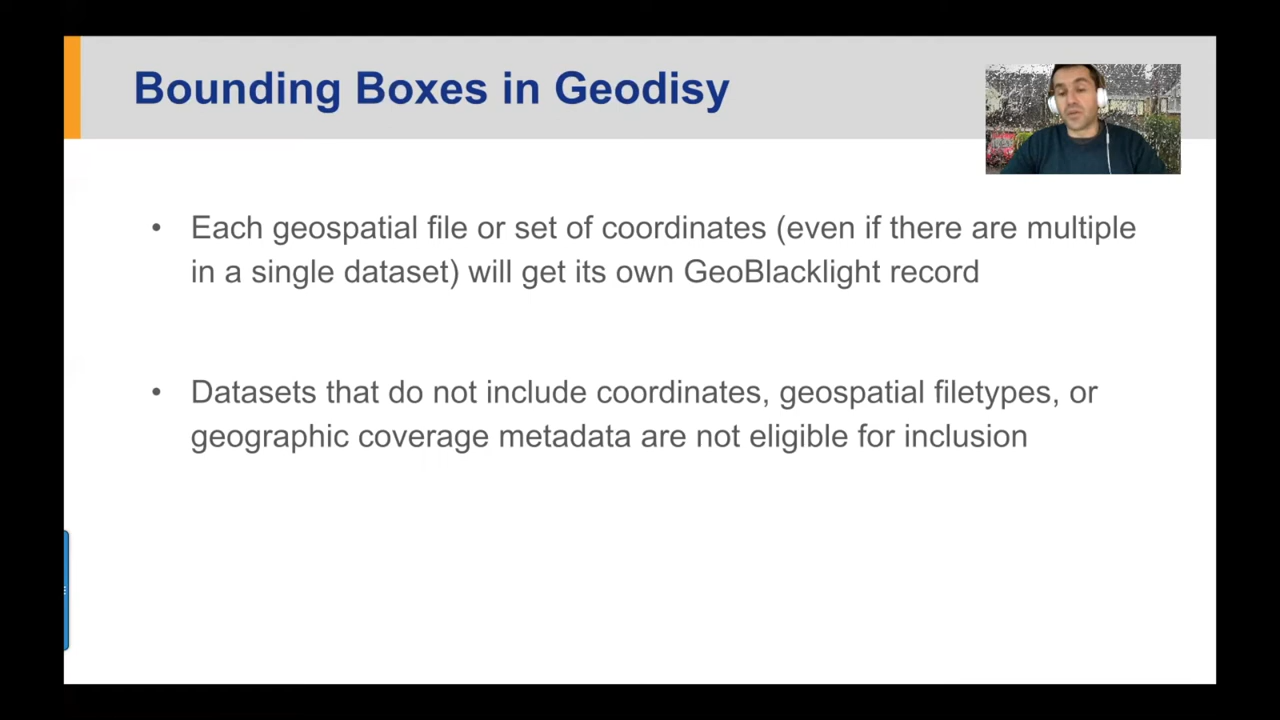 Bounding Boxes in Geodisy
• Each geospatial file or set of coordinates (even if there are multiple
in a single dataset) will get its own GeoBlacklight record
• Datasets that do not include coordinates, geospatial filetypes, or
geographic coverage metadata are not eligible for inclusion